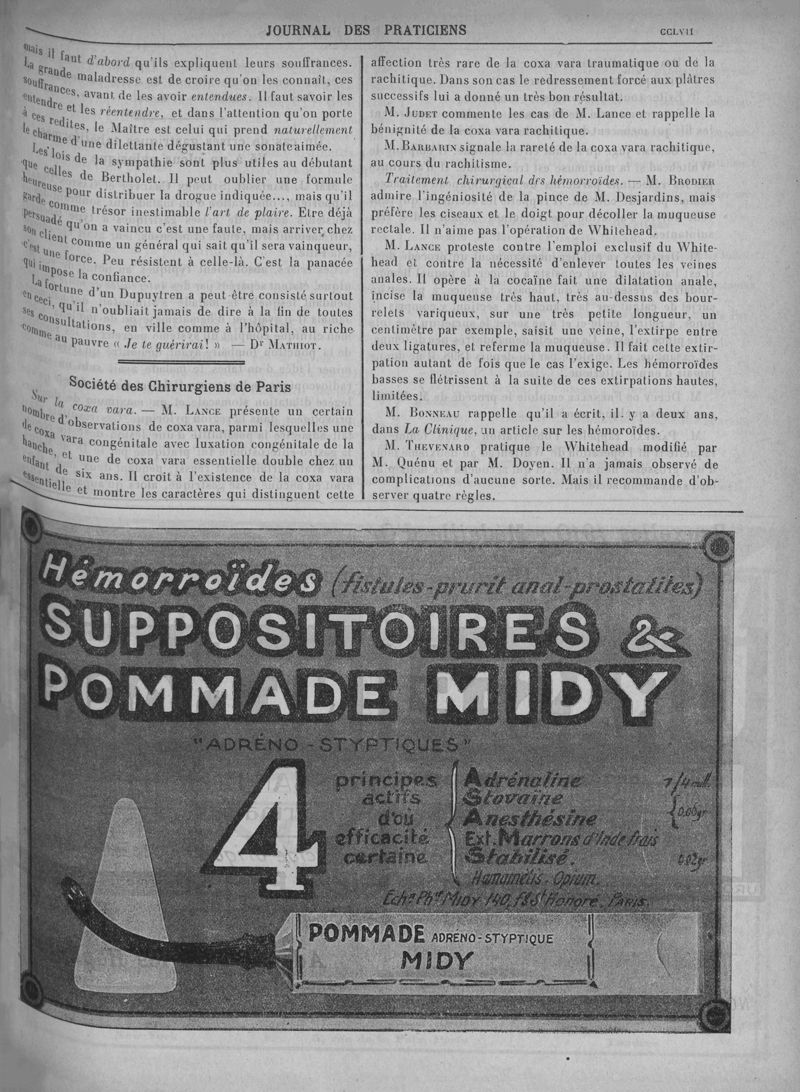 JOURNAL DES PRATICIENS
CCLVII
mais il faut d'abord qu'ils expliquent leurs souffrances.
La grande maladresse est de croire qu'on les connaît, ces
souffrances, avant de les avoir entendues. Il faut savoir les
entendre et les réentendre, et dans l'attention qu'on porte
à ces redites, le Maître est celui qui prend naturellement
le charme d'une dilettante dégustant une sonate aimée.
Les lois de la sympathie sont plus utiles au débutant
que celles de Bertholet. Il peut oublier une formule
heureuse pour distribuer la drogue indiquée..., mais qu'il
garde comme trésor inestimable l'art de plaire. Etre déjà
persuadé qu'on a vaincu c'est une faute, mais arriver chez
son client comme un général qui sait qu'il sera vainqueur,
c'est une force. Peu résistent à celle-là. C'est la panacée
qui impose la confiance.
La fortune d'un Dupuytren a peut-être consisté surtout
en ceci, qu'il n'oubliait jamais de dire à la fin de toutes
ses consultations, en ville comme à l'hôpital, au riche
comme au pauvre « Je te guérirai! » — Dr MATHIOT.
Société des Chirurgiens de Paris
Sur la coxa vara. — M. LANCE présente un certain
nombre d'observations de coxa vara, parmi lesquelles une
de coxa vara congénitale avec luxation congénitale de la
hanche, et une de coxa vara essentielle double chez un
enfant de six ans. Il croit à l'existence de la coxa vara
essentielle et montre les caractères qui distinguent cette
affection très rare de la coxa vara traumatique ou de la
rachitique. Dans son cas le redressement forcé aux plâtres
successifs lui a donné un très bon résultat.
M. JUDET commente les cas de M. Lance et rappelle la
bénignité de la coxa vara rachitique.
M. BARBARIN signale la rareté de la coxa vara rachitique,
au cours du rachitisme.
Traitement chirurgical drs hémorroïdes. — M. BRODIER
admire l'ingéniosité de la pince de M. Desjardins, mais
préfère les ciseaux et le doigt pour décoller la muqueuse
rectale. Il n'aime pas l'opération de Whitehead.
M. LANCE proteste contre l'emploi exclusif du White-
head et contre la nécessité d'enlever toutes les veines
anales. Il opère à la cocaïne fait une dilatation anale,
incise la muqueuse très haut, très au-dessus des bour-
relets variqueux, sur une très petite longueur, un
centimètre par exemple, saisit une veine, l'extirpe entre
deux ligatures, et referme la muqueuse. Il fait cette extir-
pation autant de fois que le cas l'exige. Les hémorroïdes
basses se flétrissent à la suite de ces extirpations hautes,
limitées.
M. BONNEAU rappelle qu'il a écrit, il y a deux ans,
dans La Clinique, un article sur les hémoroïdes.
M. THEVENARD pratique le Whitehead modifié par
M. Quénu et par M. Doyen. Il n'a jamais observé de
complications d'aucune sorte. Mais il recommande d'ob-
server quatre règles.
Hémorroïdes (fistules-prurit anal-prostatites)
SUPPOSITOIRES &
POMMADE MIDY
"ADRÉNO-STYPTIQUES"
4 principes actifs d'où efficacité certaine
Adrénaline 1/4 mill.
Stovaïne
Anesthésine 0.05gr
Ext. Marrons d'Inde frais
Stabilisé. 0.02gr
Hamamélis. Opium.
Echon Phie MIDY 140, Fg St Honoré, PARIS.
POMMADE ADRÉNO-STYPTIQUE
MIDY